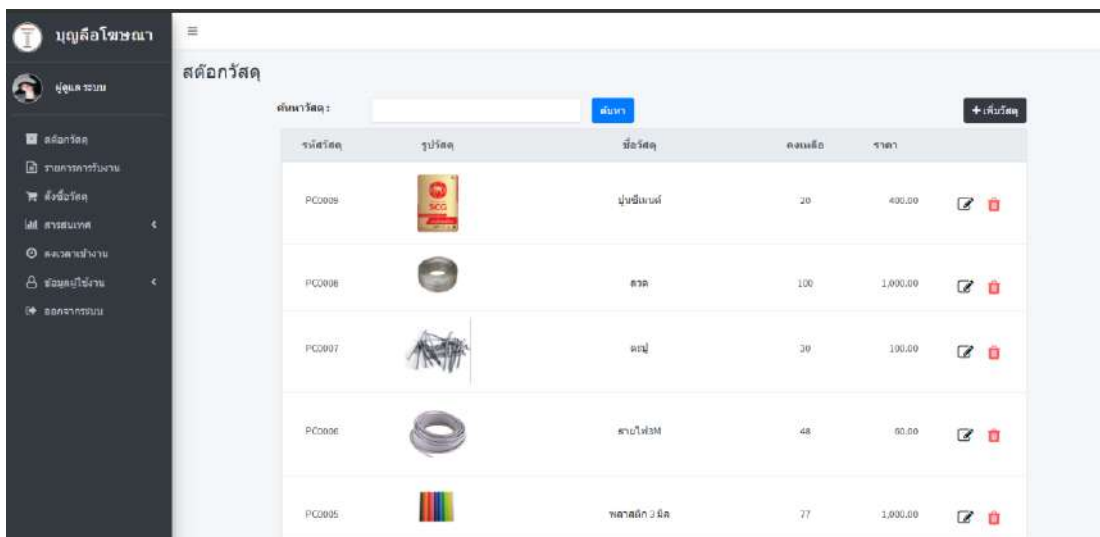 บุญลือโฆษณา
ผู้ดูแล ระบบ
สต๊อกวัสดุ
รายการการรับงาน
สั่งซื้อวัสดุ
สารสนเทศ
ลงเวลาเข้างาน
ข้อมูลผู้ใช้งาน
ออกจากระบบ
สต๊อกวัสดุ
ค้นหาวัสดุ : ค้นหา + เพิ่มวัสดุ
รหัสวัสดุ รูปวัสดุ ชื่อวัสดุ คงเหลือ ราคา
PC0009 SCG ปูนซีเมนต์ 20 400.00
PC0008 ลวด 100 1,000.00
PC0007 ตะปู 30 100.00
PC0006 สายไฟ3M 48 60.00
PC0005 พลาสติก 3 มิล 77 1,000.00